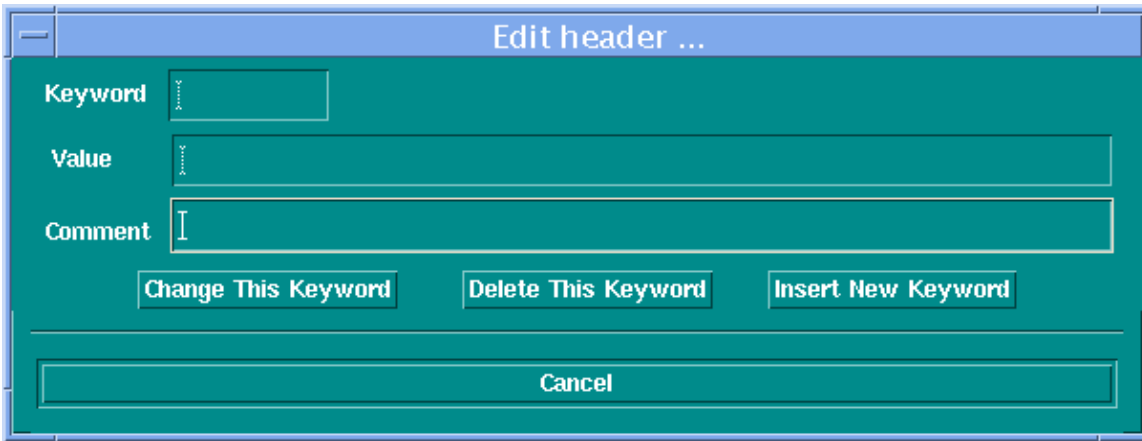 Edit header ...
Keyword
Value
Comment
Change This Keyword Delete This Keyword Insert New Keyword
Cancel